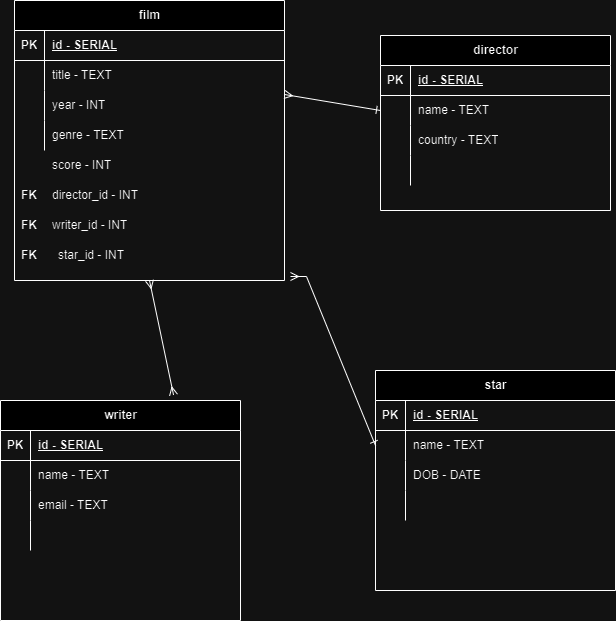 film
PK id - SERIAL
title - TEXT
year - INT
genre - TEXT
score - INT
FK director_id - INT
FK writer_id - INT
FK star_id - INT
director
PK id - SERIAL
name - TEXT
country - TEXT
writer
PK id - SERIAL
name - TEXT
email - TEXT
star
PK id - SERIAL
name - TEXT
DOB - DATE